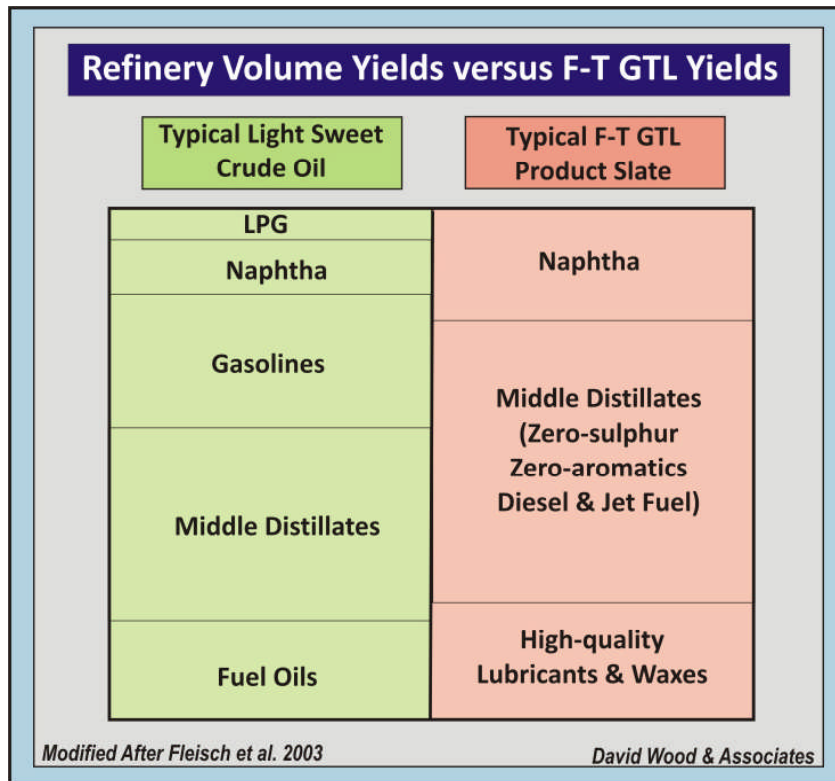 Refinery Volume Yields versus F-T GTL Yields
Typical Light Sweet
Crude Oil
Typical F-T GTL
Product Slate
LPG
Naphtha
Gasolines
Middle Distillates
Fuel Oils
Naphtha
Middle Distillates
(Zero-sulphur
Zero-aromatics
Diesel & Jet Fuel)
High-quality
Lubricants & Waxes
Modified After Fleisch et al. 2003
David Wood & Associates